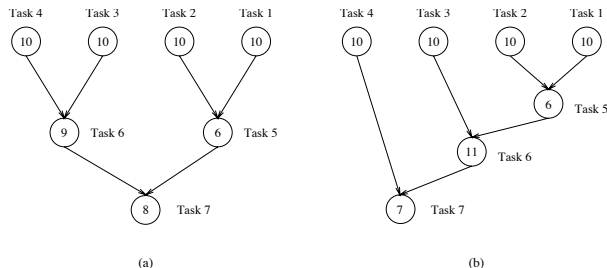 Task 4 Task 3 Task 2 Task 1 Task 4 Task 3 Task 2 Task 1
10 10 10 10 10 10 10 10
6 Task 5
9 Task 6 6 Task 5
11 Task 6
8 Task 7 7 Task 7
(a) (b)